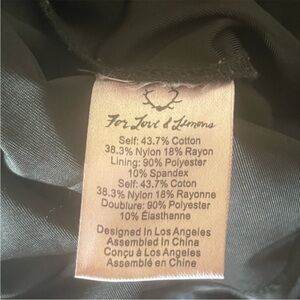 For Love & Lemons
Self: 43.7% Cotton
38.3% Nylon 18% Rayon
Lining: 90% Polyester
10% Spandex
Self: 43.7% Coton
38.3% Nylon 18% Rayonne
Doublure: 90% Polyester
10% Élasthanne
Designed In Los Angeles
Assembled In China
Conçu à Los Angeles
Assemblé en Chine